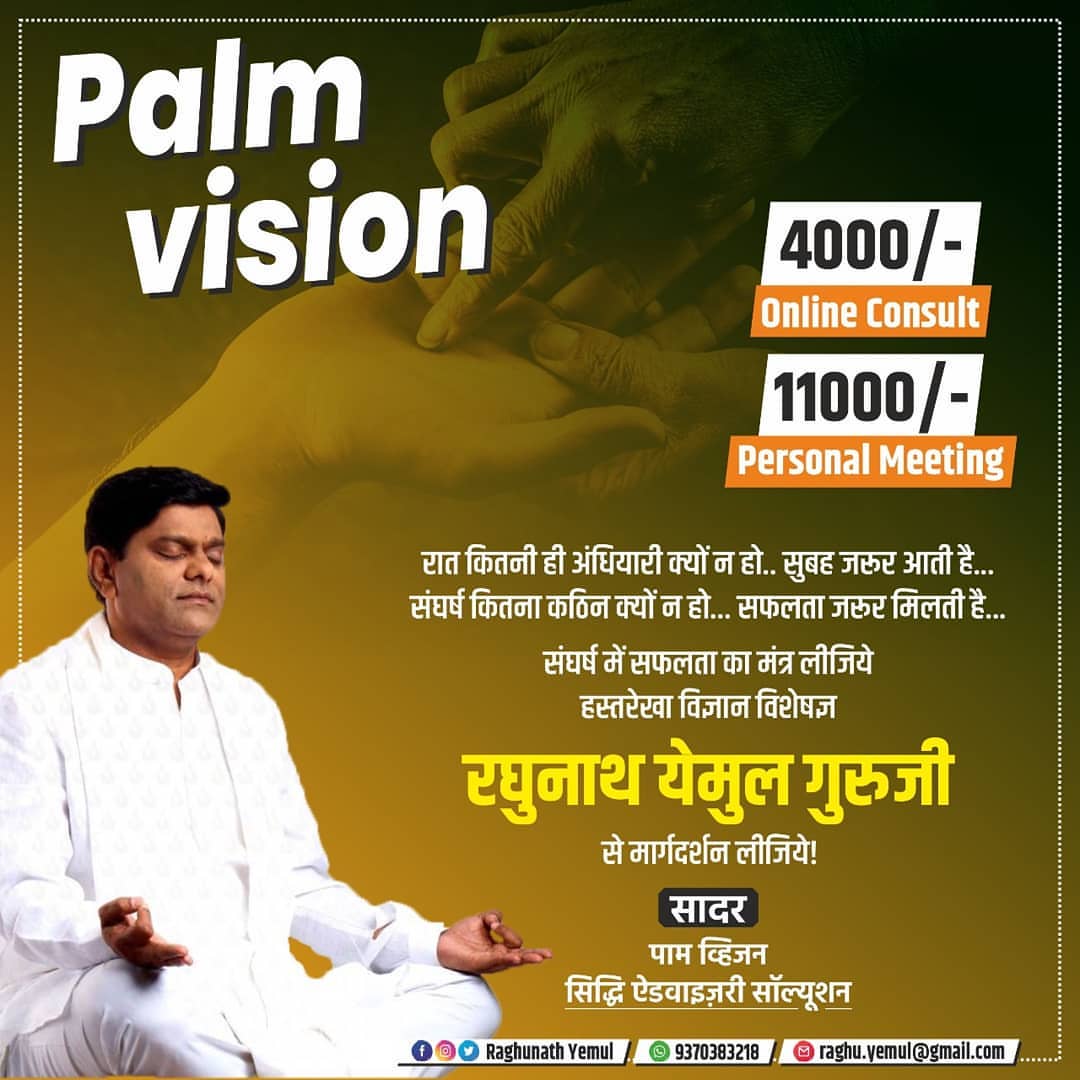 Palm
vision
4000/-
Online Consult
11000/-
Personal Meeting
रात कितनी ही अंधियारी क्यों न हो.. सुबह जरूर आती है...
संघर्ष कितना कठिन क्यों न हो... सफलता जरूर मिलती है...
संघर्ष में सफलता का मंत्र लीजिये
हस्तरेखा विज्ञान विशेषज्ञ
रघुनाथ येमुल गुरुजी
से मार्गदर्शन लीजिये!
सादर
पाम व्हिजन
सिद्धि ऐडवाइज़री सॉल्यूशन
Raghunath Yemul 9370383218 raghu.yemul@gmail.com